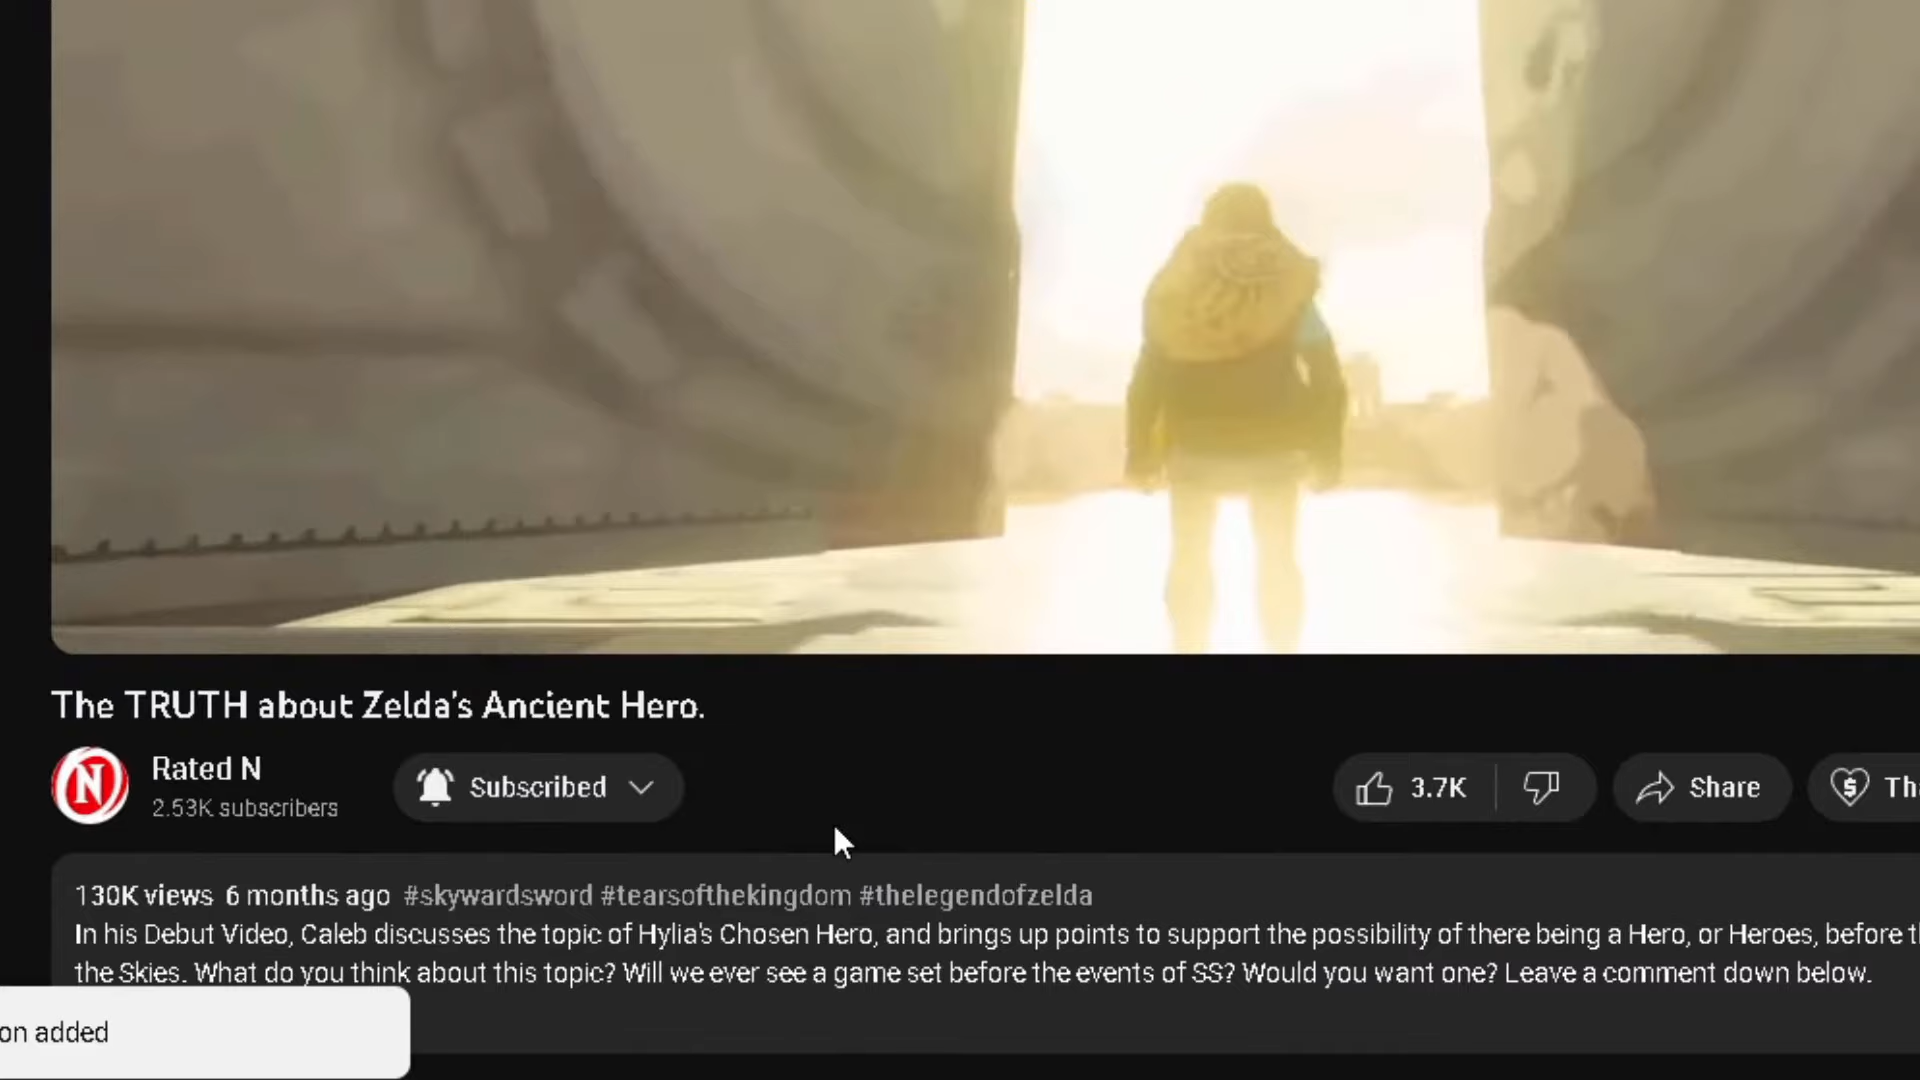 The TRUTH about Zelda's Ancient Hero.
N
Rated N
2.53K subscribers
Subscribed
3.7K
Share
130K views 6 months ago #skywardsword #tearsofthekingdom #thelegendofzelda
In his Debut Video, Caleb discusses the topic of Hylia's Chosen Hero, and brings up points to support the possibility of there being a Hero, or Heroes, before
the Skies. What do you think about this topic? Will we ever see a game set before the events of SS? Would you want one? Leave a comment down below.
on added